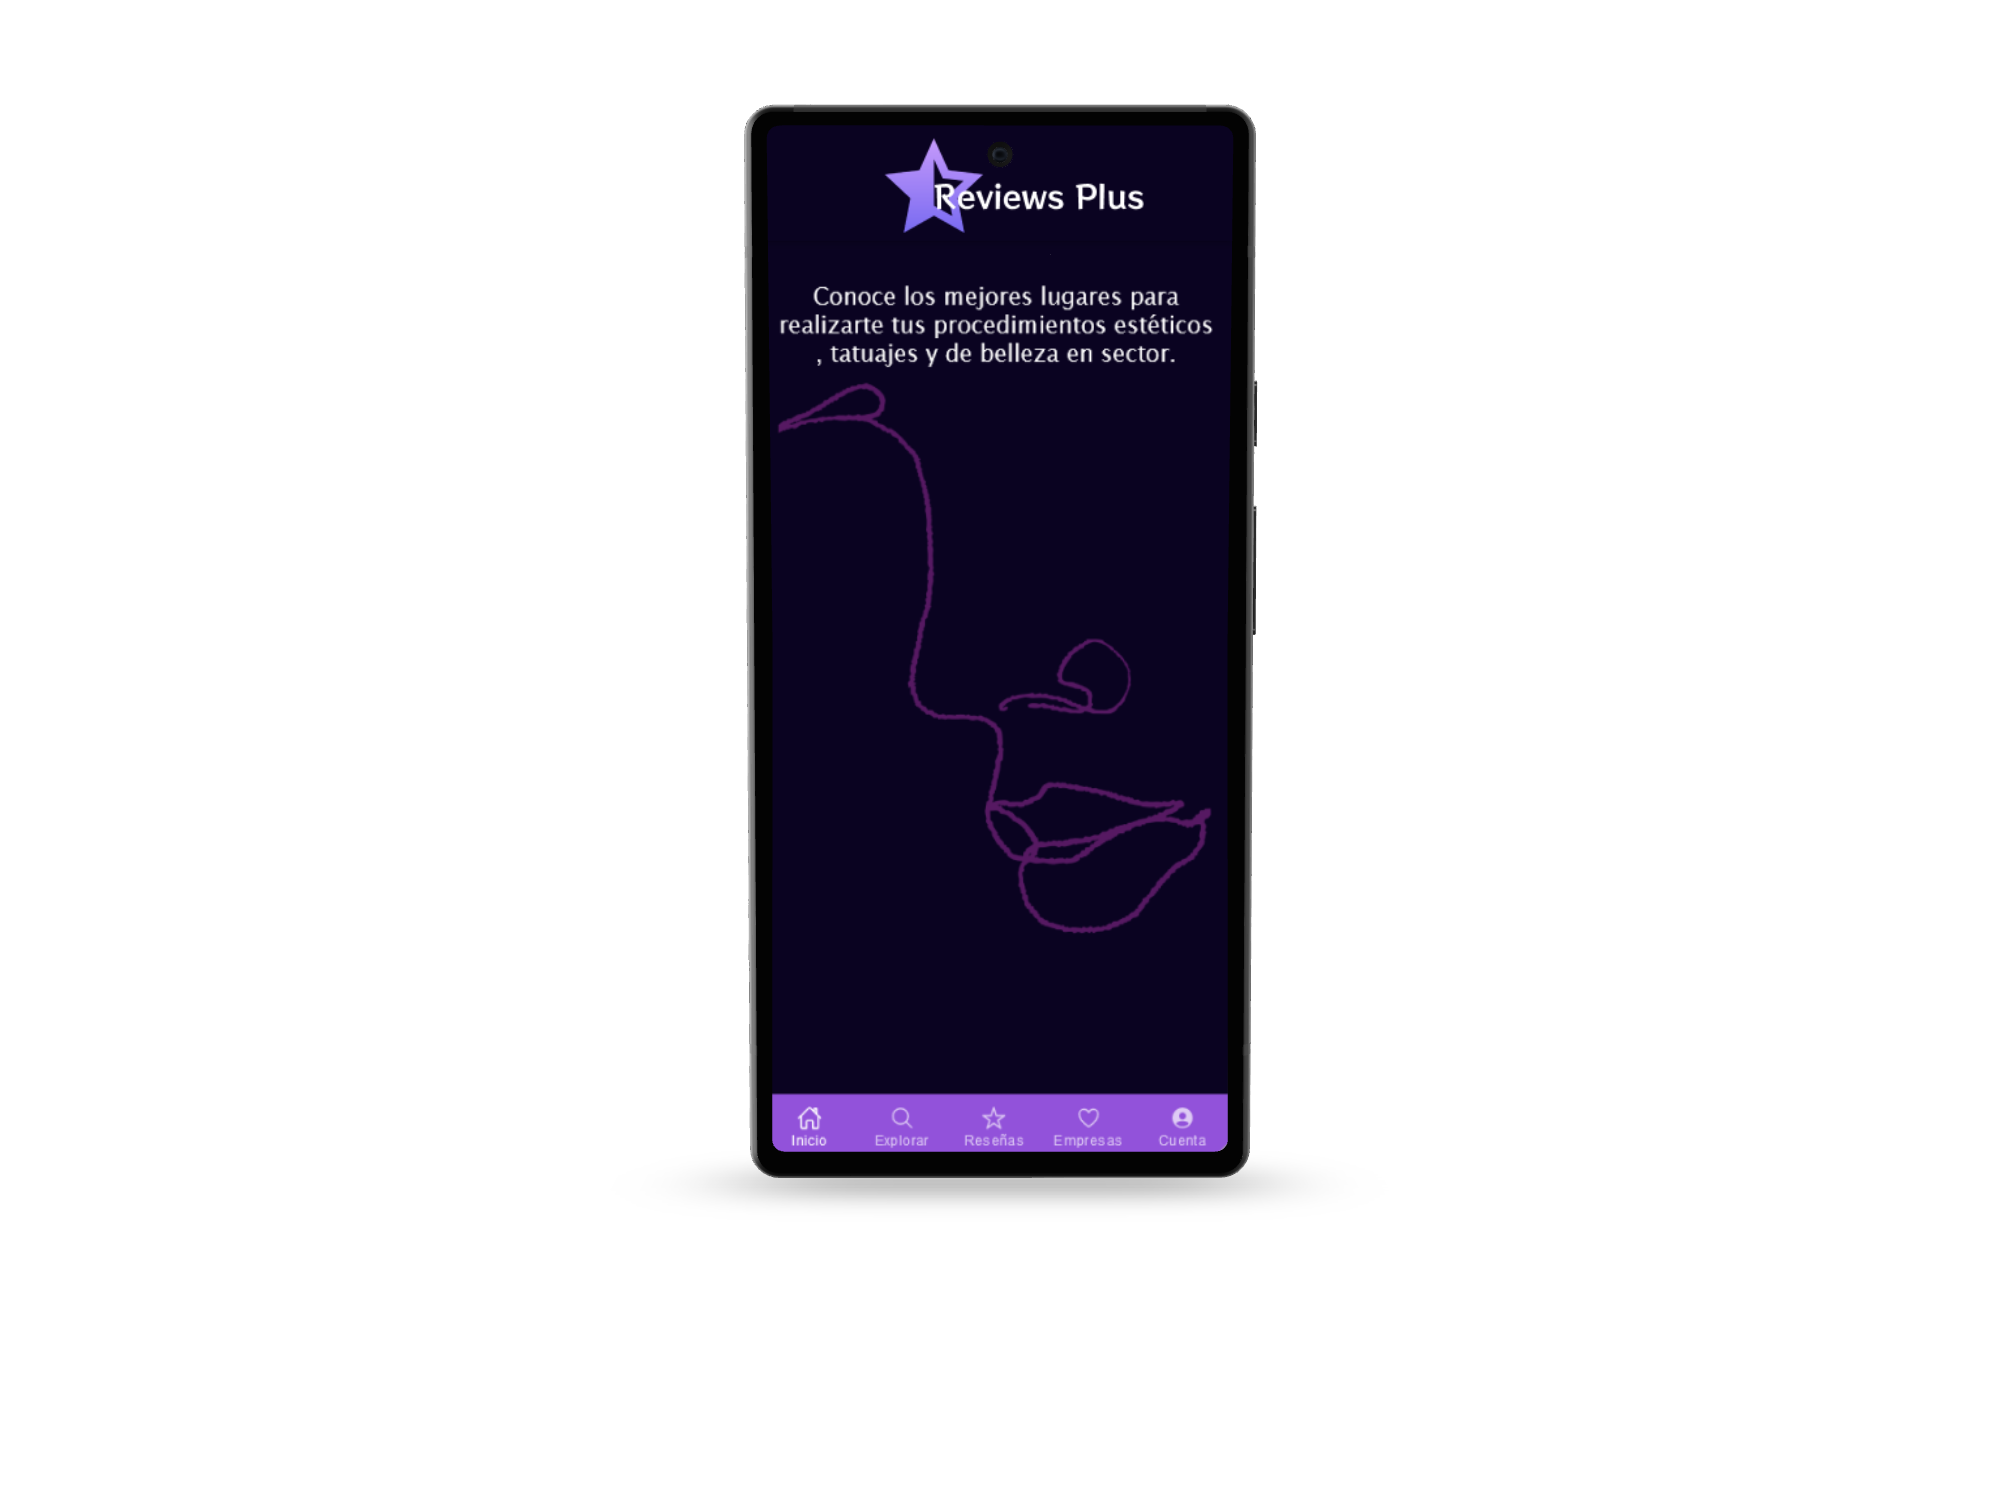 Reviews Plus
Conoce los mejores lugares para
realizarte tus procedimientos estéticos
, tatuajes y de belleza en sector.
Inicio
Explorar
Reseñas
Empresas
Cuenta